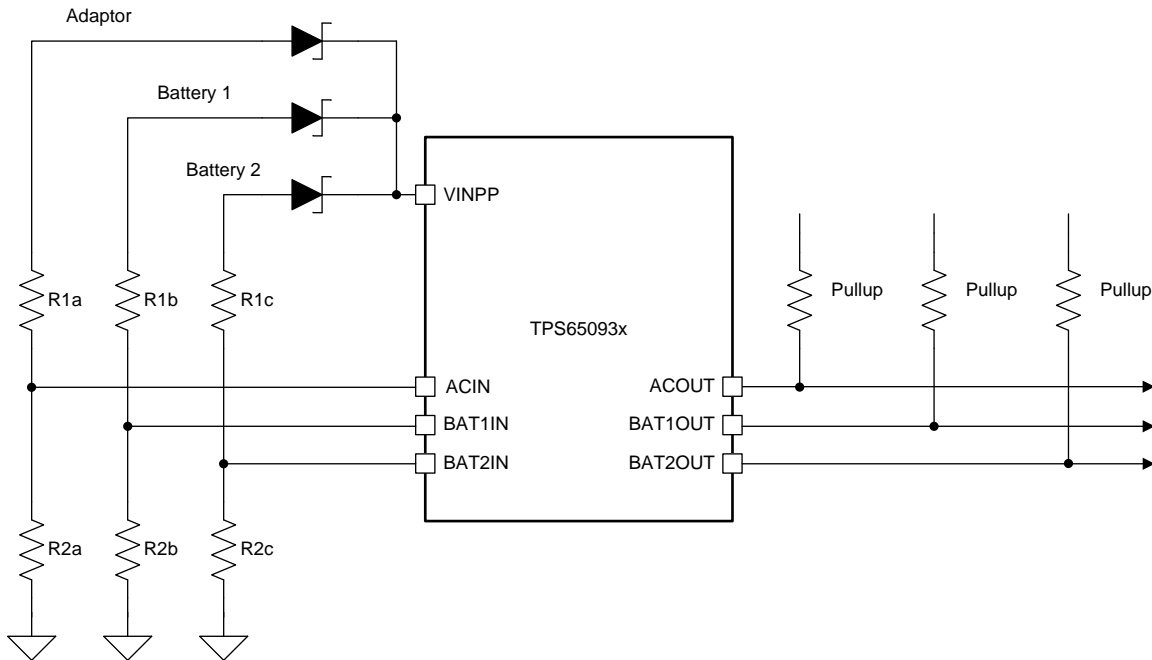 Adaptor
Battery 1
Battery 2
VINPP
R1a
R1b
R1c
Pullup
Pullup
Pullup
TPS65093x
ACIN
ACOUT
BAT1IN
BAT1OUT
BAT2IN
BAT2OUT
R2a
R2b
R2c